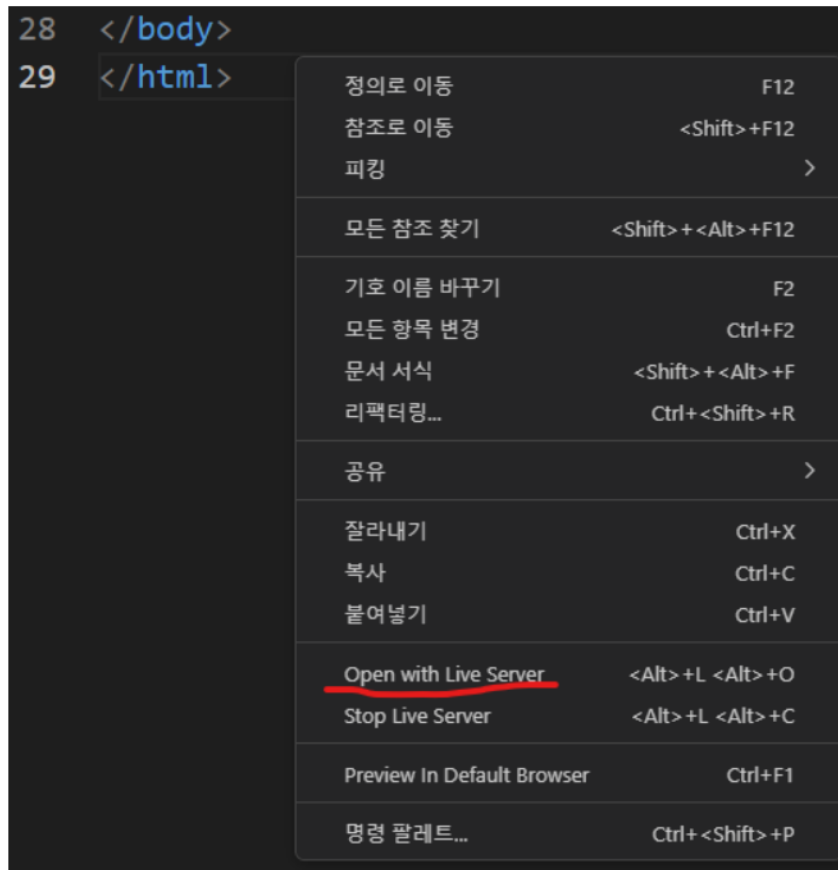 28 </body>
29 </html>
정의로 이동 F12
참조로 이동 <Shift>+F12
피킹 >
모든 참조 찾기 <Shift>+<Alt>+F12
기호 이름 바꾸기 F2
모든 항목 변경 Ctrl+F2
문서 서식 <Shift>+<Alt>+F
리팩터링... Ctrl+<Shift>+R
공유 >
잘라내기 Ctrl+X
복사 Ctrl+C
붙여넣기 Ctrl+V
Open with Live Server <Alt>+L <Alt>+O
Stop Live Server <Alt>+L <Alt>+C
Preview In Default Browser Ctrl+F1
명령 팔레트... Ctrl+<Shift>+P